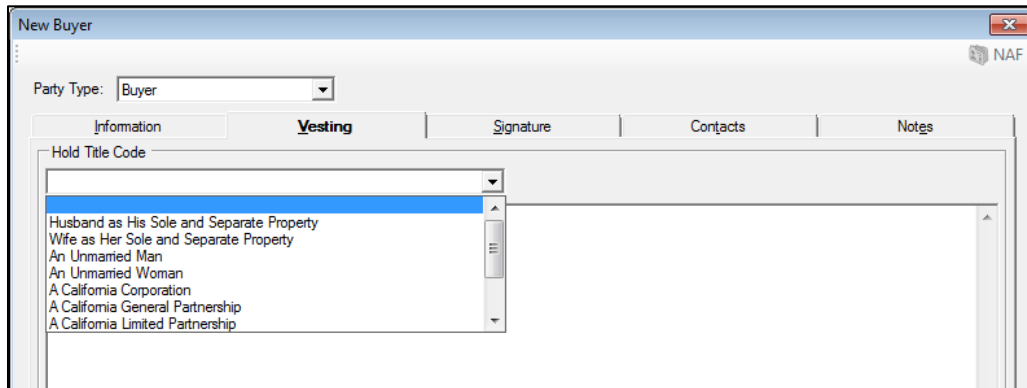 New Buyer
NAF
Party Type: Buyer
Information Vesting Signature Contacts Notes
Hold Title Code
Husband as His Sole and Separate Property
Wife as Her Sole and Separate Property
An Unmarried Man
An Unmarried Woman
A California Corporation
A California General Partnership
A California Limited Partnership